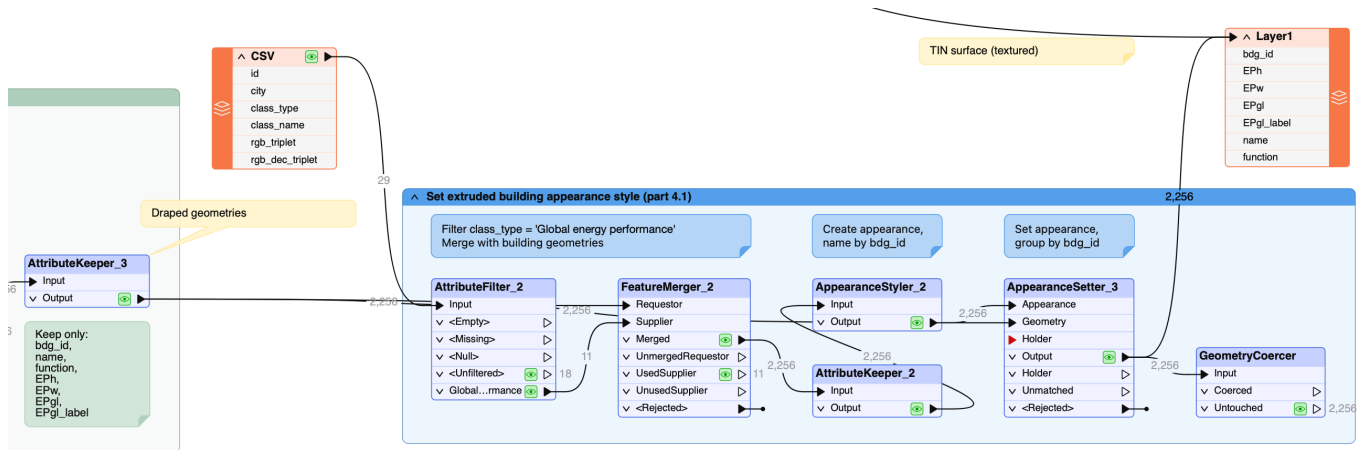 CSV
id
city
class_type
class_name
rgb_triplet
rgb_dec_triplet
29
TIN surface (textured)
Layer1
bdg_id
EPh
EPw
EPgl
EPgl_label
name
function
Draped geometries
AttributeKeeper_3
Input
Output
Keep only:
bdg_id,
name,
function,
EPh,
EPw,
EPgl,
EPgl_label
2,256
Set extruded building appearance style (part 4.1)
2,256
Filter class_type = 'Global energy performance'
Merge with building geometries
Create appearance,
name by bdg_id
Set appearance,
group by bdg_id
AttributeFilter_2
Input
<Empty>
<Missing>
<Null>
<Unfiltered>
18
Global...rmance
2,256
11
FeatureMerger_2
Requestor
Supplier
Merged
UnmergedRequestor
UsedSupplier
11
UnusedSupplier
<Rejected>
2,256
AppearanceStyler_2
Input
Output
2,256
2,256
AttributeKeeper_2
Input
Output
AppearanceSetter_3
Appearance
Geometry
Holder
Output
Holder
Unmatched
<Rejected>
2,256
GeometryCoercer
Input
Coerced
Untouched
2,256